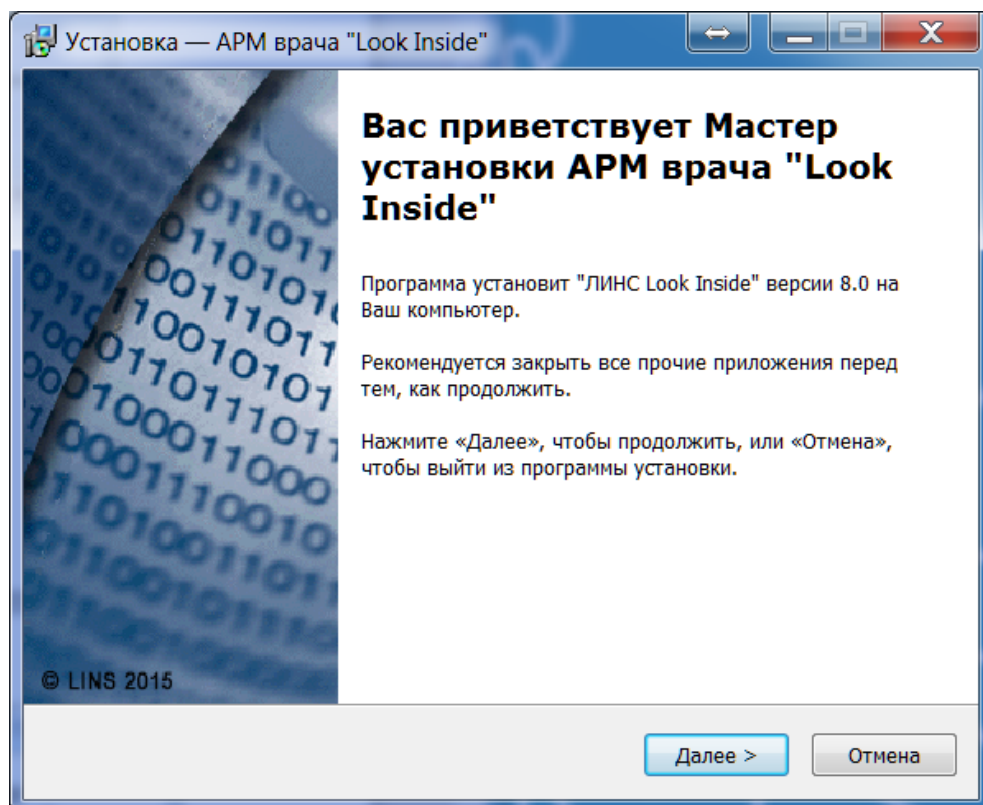 Установка — АРМ врача "Look Inside"
Вас приветствует Мастер
установки АРМ врача "Look
Inside"
Программа установит "ЛИНС Look Inside" версии 8.0 на
Ваш компьютер.
Рекомендуется закрыть все прочие приложения перед
тем, как продолжить.
Нажмите «Далее», чтобы продолжить, или «Отмена»,
чтобы выйти из программы установки.
© LINS 2015
Далее >
Отмена